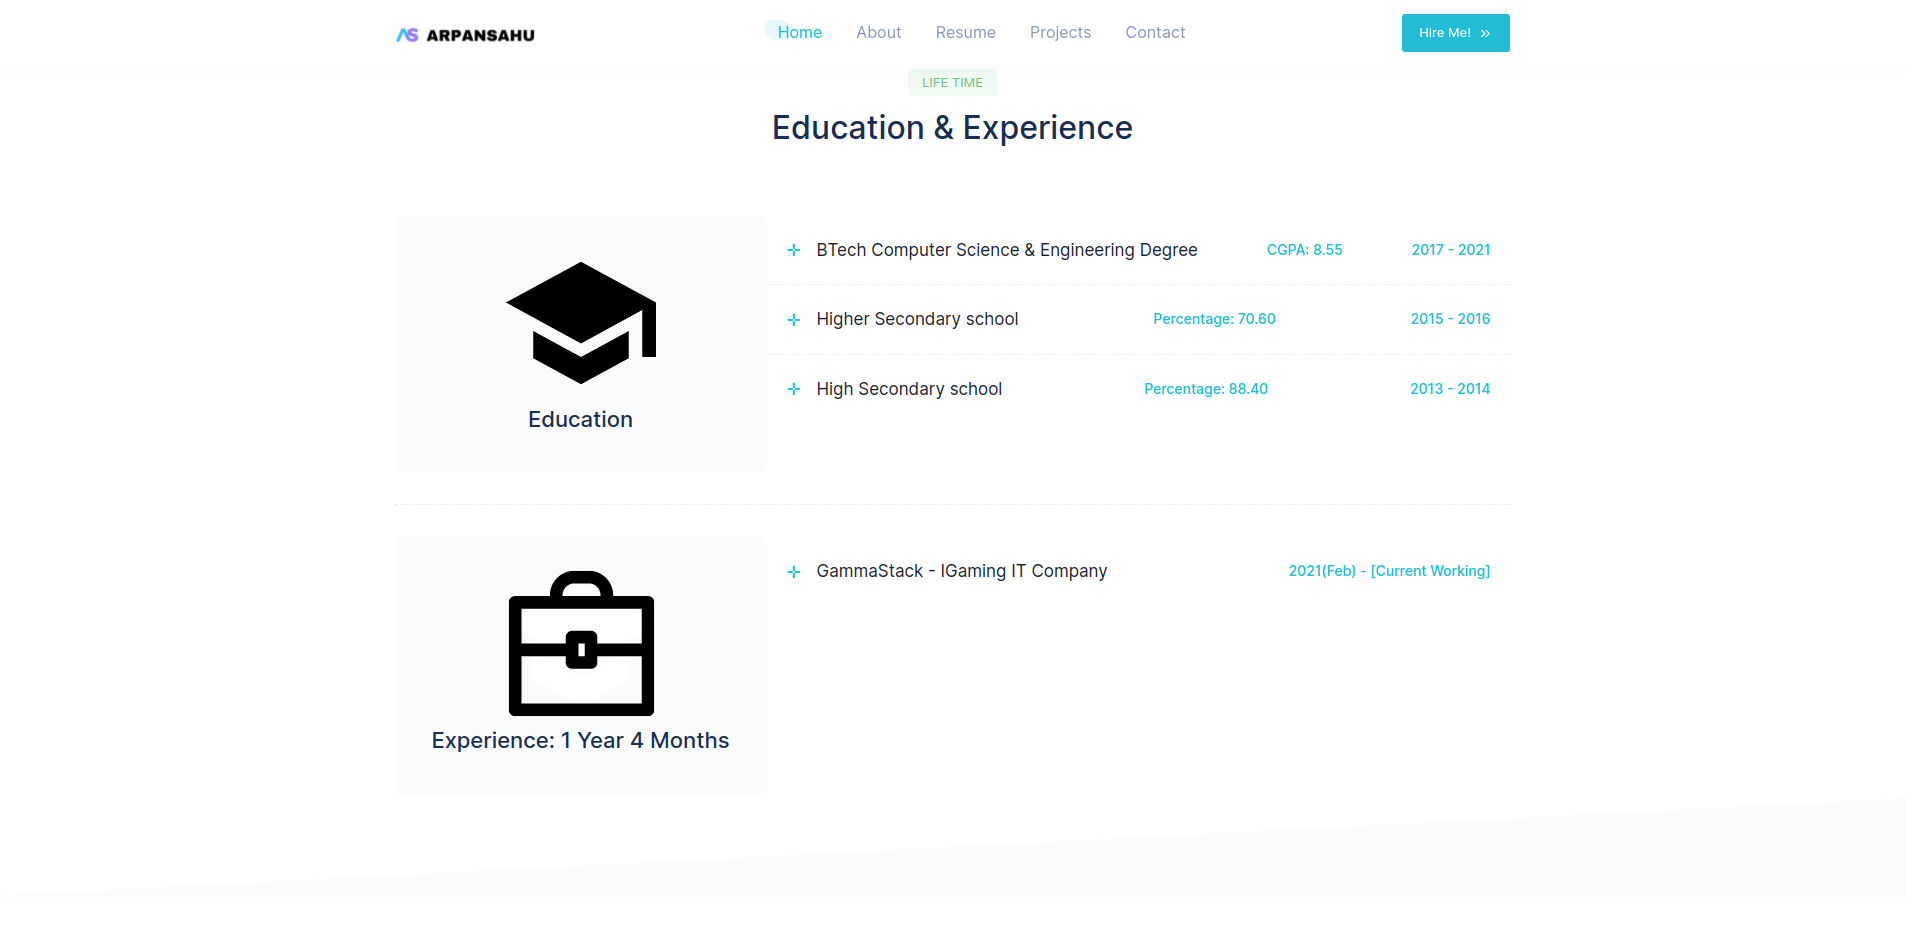 AS ARPANSAHU
Home About Resume Projects Contact
Hire Me! »
LIFE TIME
Education & Experience
BTech Computer Science & Engineering Degree CGPA: 8.55 2017 - 2021
Higher Secondary school Percentage: 70.60 2015 - 2016
High Secondary school Percentage: 88.40 2013 - 2014
Education
GammaStack - IGaming IT Company 2021(Feb) - [Current Working]
Experience: 1 Year 4 Months